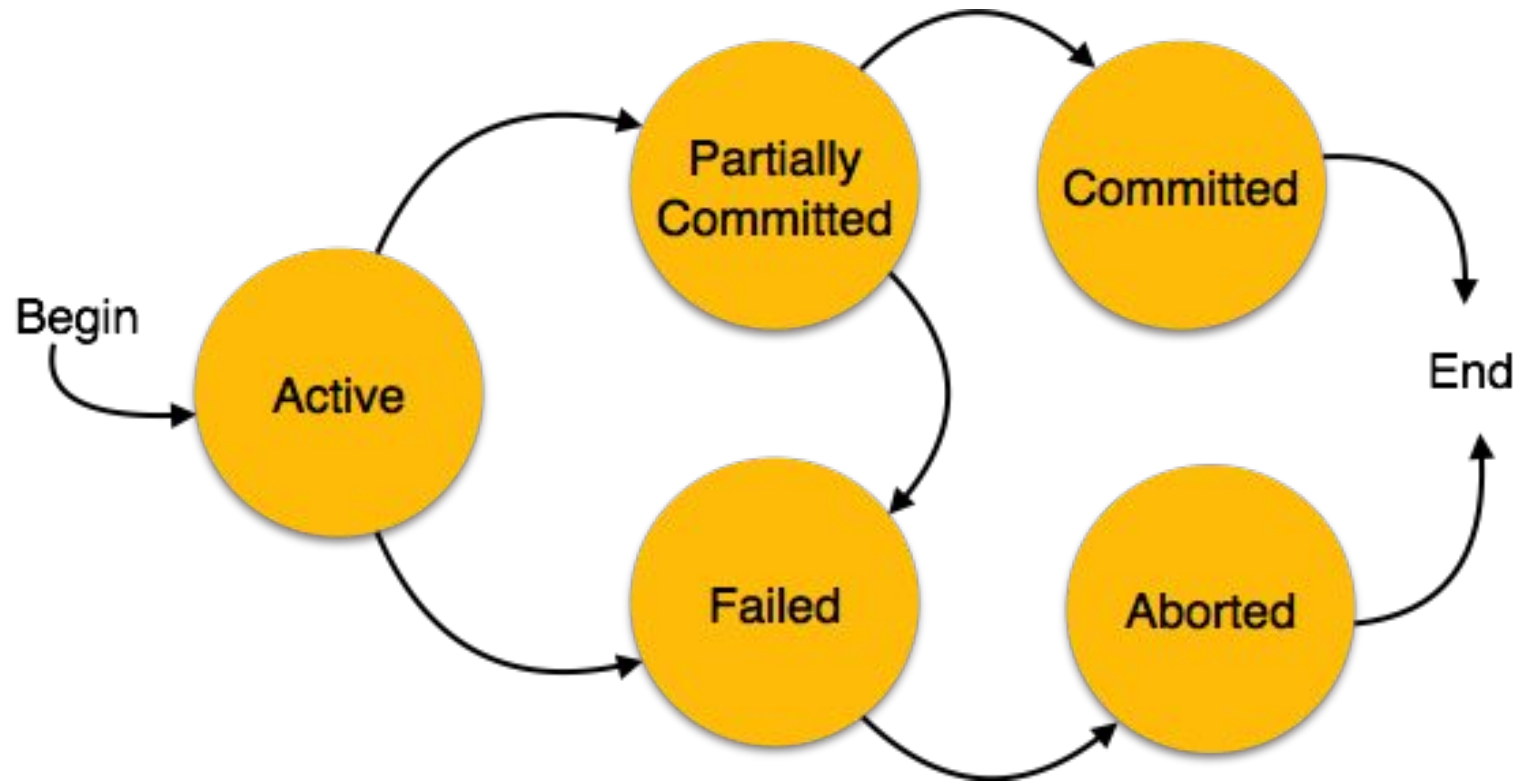 Begin
Active
Partially
Committed
Committed
Failed
Aborted
End